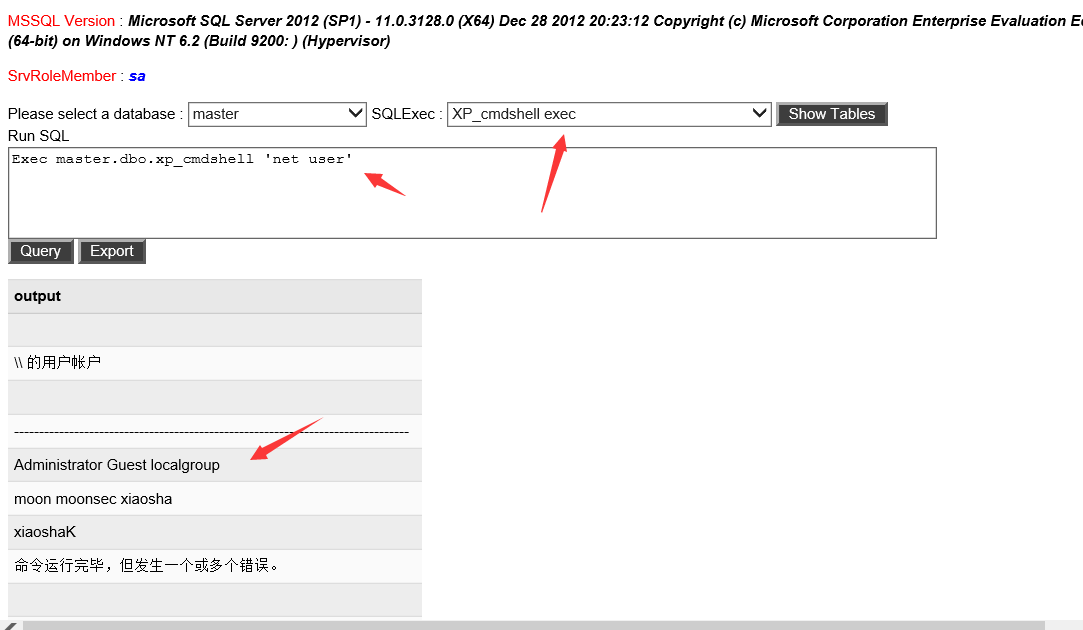 MSSQL Version : Microsoft SQL Server 2012 (SP1) - 11.0.3128.0 (X64) Dec 28 2012 20:23:12 Copyright (c) Microsoft Corporation Enterprise Evaluation
(64-bit) on Windows NT 6.2 (Build 9200: ) (Hypervisor)
SrvRoleMember : sa
Please select a database : master SQLExec : XP_cmdshell exec Show Tables
Run SQL
Exec master.dbo.xp_cmdshell 'net user'
Query Export
output
\\ 的用户帐户
-------------------------------------------------------------------------------
Administrator Guest localgroup
moon moonsec xiaosha
xiaoshaK
命令运行完毕，但发生一个或多个错误。